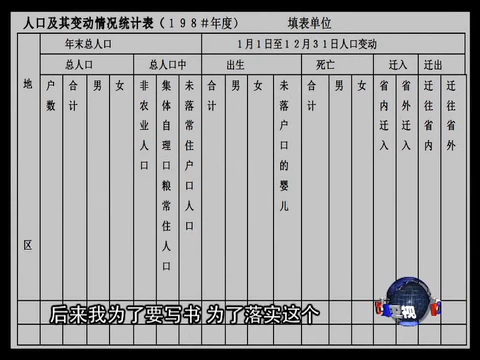 人口及其变动情况统计表（198#年度） 填表单位
地区
年末总人口
1月1日至12月31日人口变动
总人口
总人口中
出生
死亡
迁入
迁出
户数
合计
男
女
非农业人口
集体自理口粮常住人口
未落常住户口人口
合计
男
女
未落户口的婴儿
合计
男
女
省内迁入
省外迁入
迁往省内
迁往省外
后来我为了要写书 为了落实这个
卫视